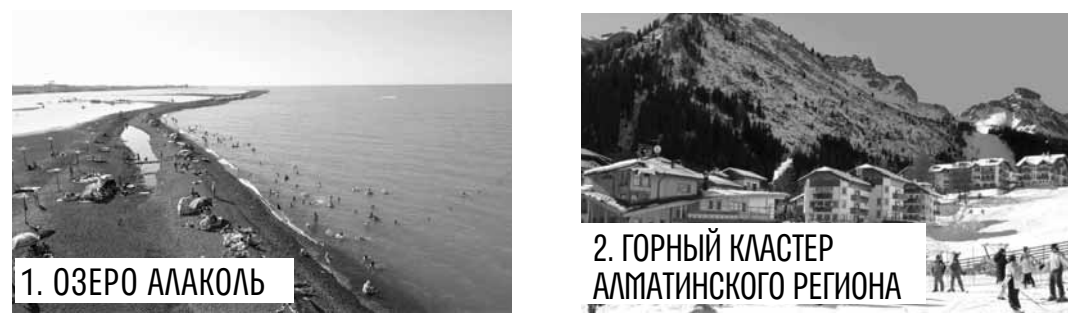 1. ОЗЕРО АЛАКОЛЬ
2. ГОРНЫЙ КЛАСТЕР
АЛМАТИНСКОГО РЕГИОНА